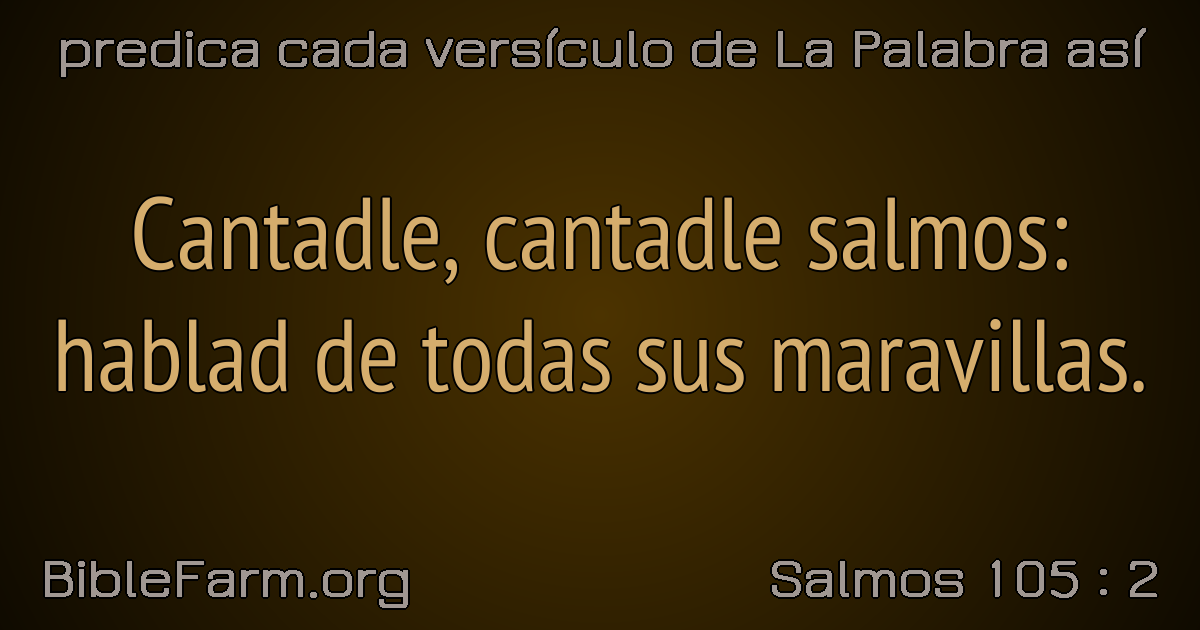 predica cada versículo de La Palabra así
Cantadle, cantadle salmos:
hablad de todas sus maravillas.
BibleFarm.org
Salmos 105 : 2